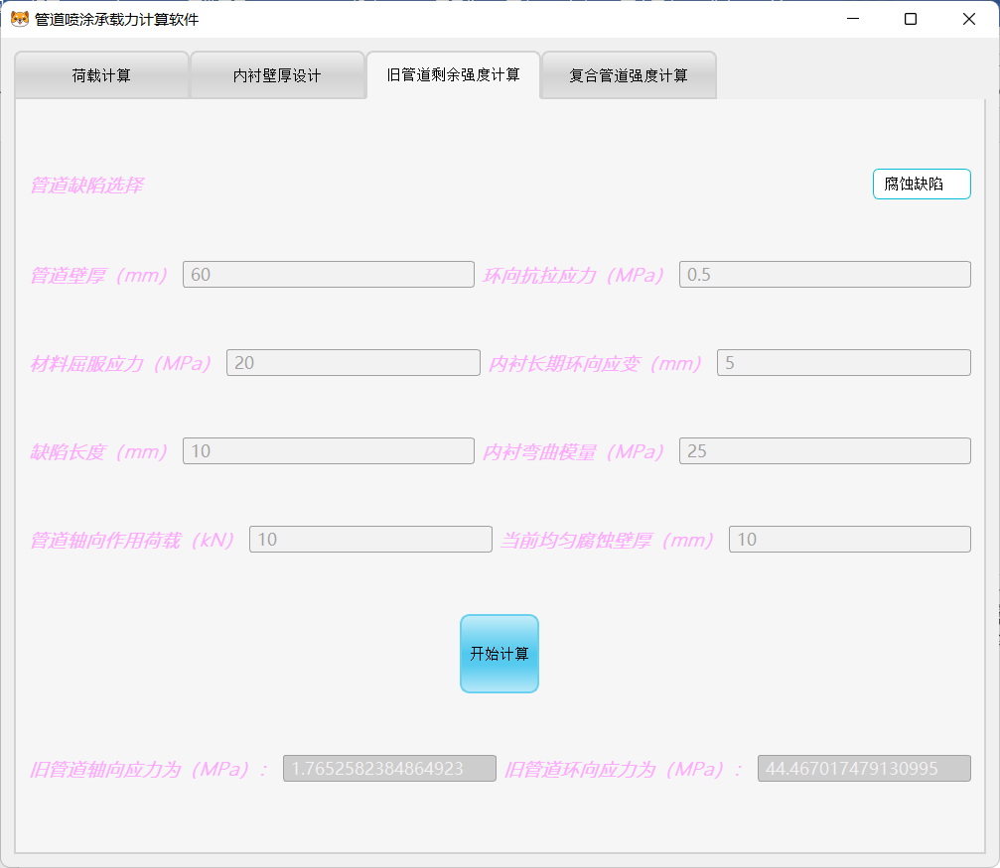 管道喷涂承载力计算软件
荷载计算 内衬壁厚设计 旧管道剩余强度计算 复合管道强度计算
管道缺陷选择 腐蚀缺陷
管道壁厚（mm） 60 环向抗拉应力（MPa） 0.5
材料屈服应力（MPa） 20 内衬长期环向应变（mm） 5
缺陷长度（mm） 10 内衬弯曲模量（MPa） 25
管道轴向作用荷载（kN） 10 当前均匀腐蚀壁厚（mm） 10
开始计算
旧管道轴向应力为（MPa）： 1.7652582384864923 旧管道环向应力为（MPa）： 44.467017479130995